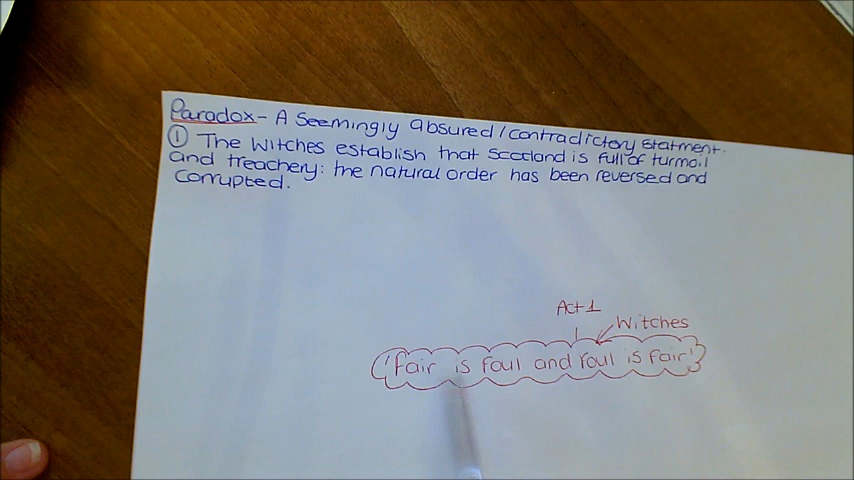 Paradox - A Seemingly absured/contradictory statment.
① The witches establish that Scotland is full of turmoil
and treachery: the natural order has been reversed and
corrupted.
Act 1
Witches
'fair is foul and foul is fair'